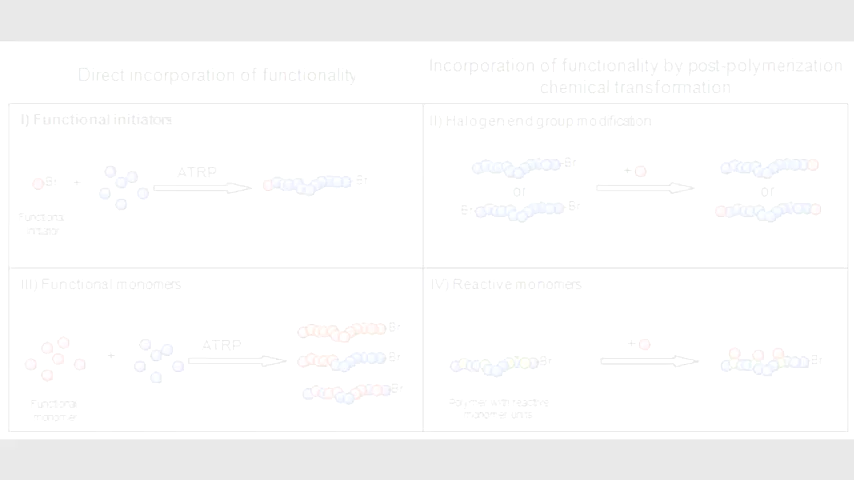 Direct incorporation of functionality
Incorporation of functionality by post-polymerization
chemical transformation
I) Functional initiators
Br
+
ATRP
Br
Functional
initiator
II) Halogen end group modification
Br
+
or
or
Br
Br
III) Functional monomers
+
ATRP
Br
Br
Br
Functional
monomer
IV) Reactive monomers
Br
+
Br
Polymer with reactive
monomer units